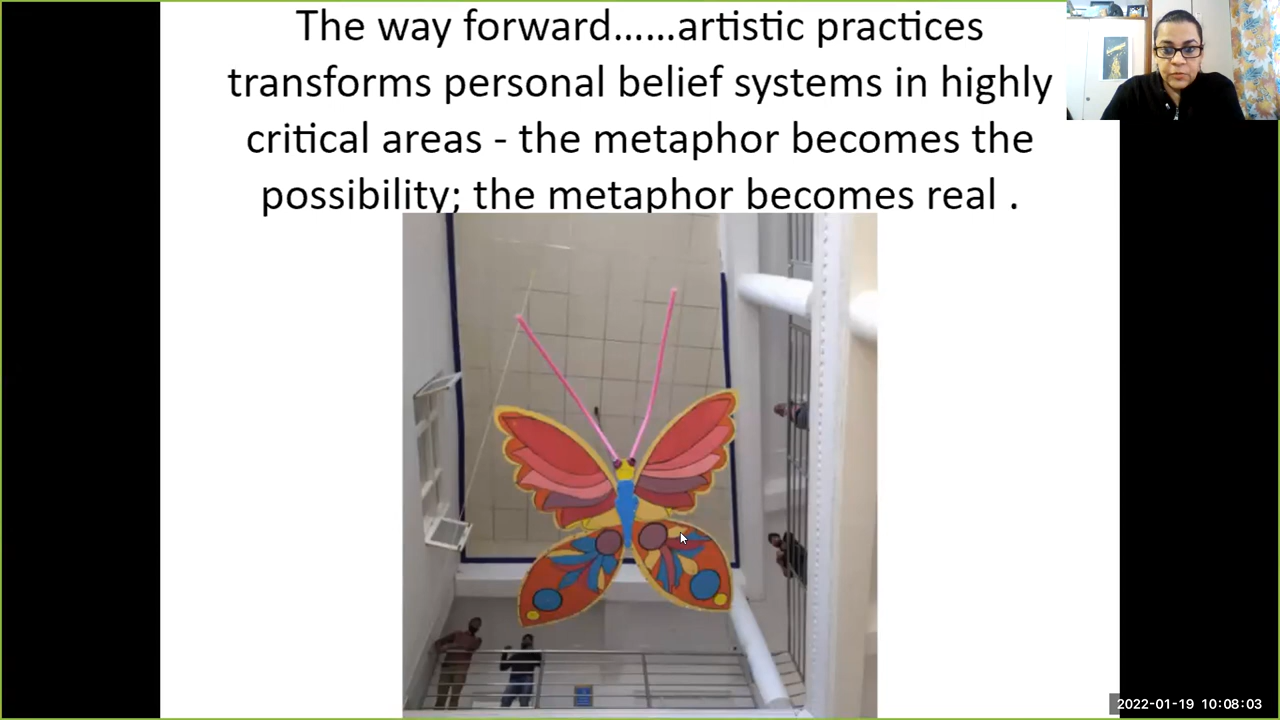 The way forward......artistic practices
transforms personal belief systems in highly
critical areas - the metaphor becomes the
possibility; the metaphor becomes real .
2022-01-19 10:08:03